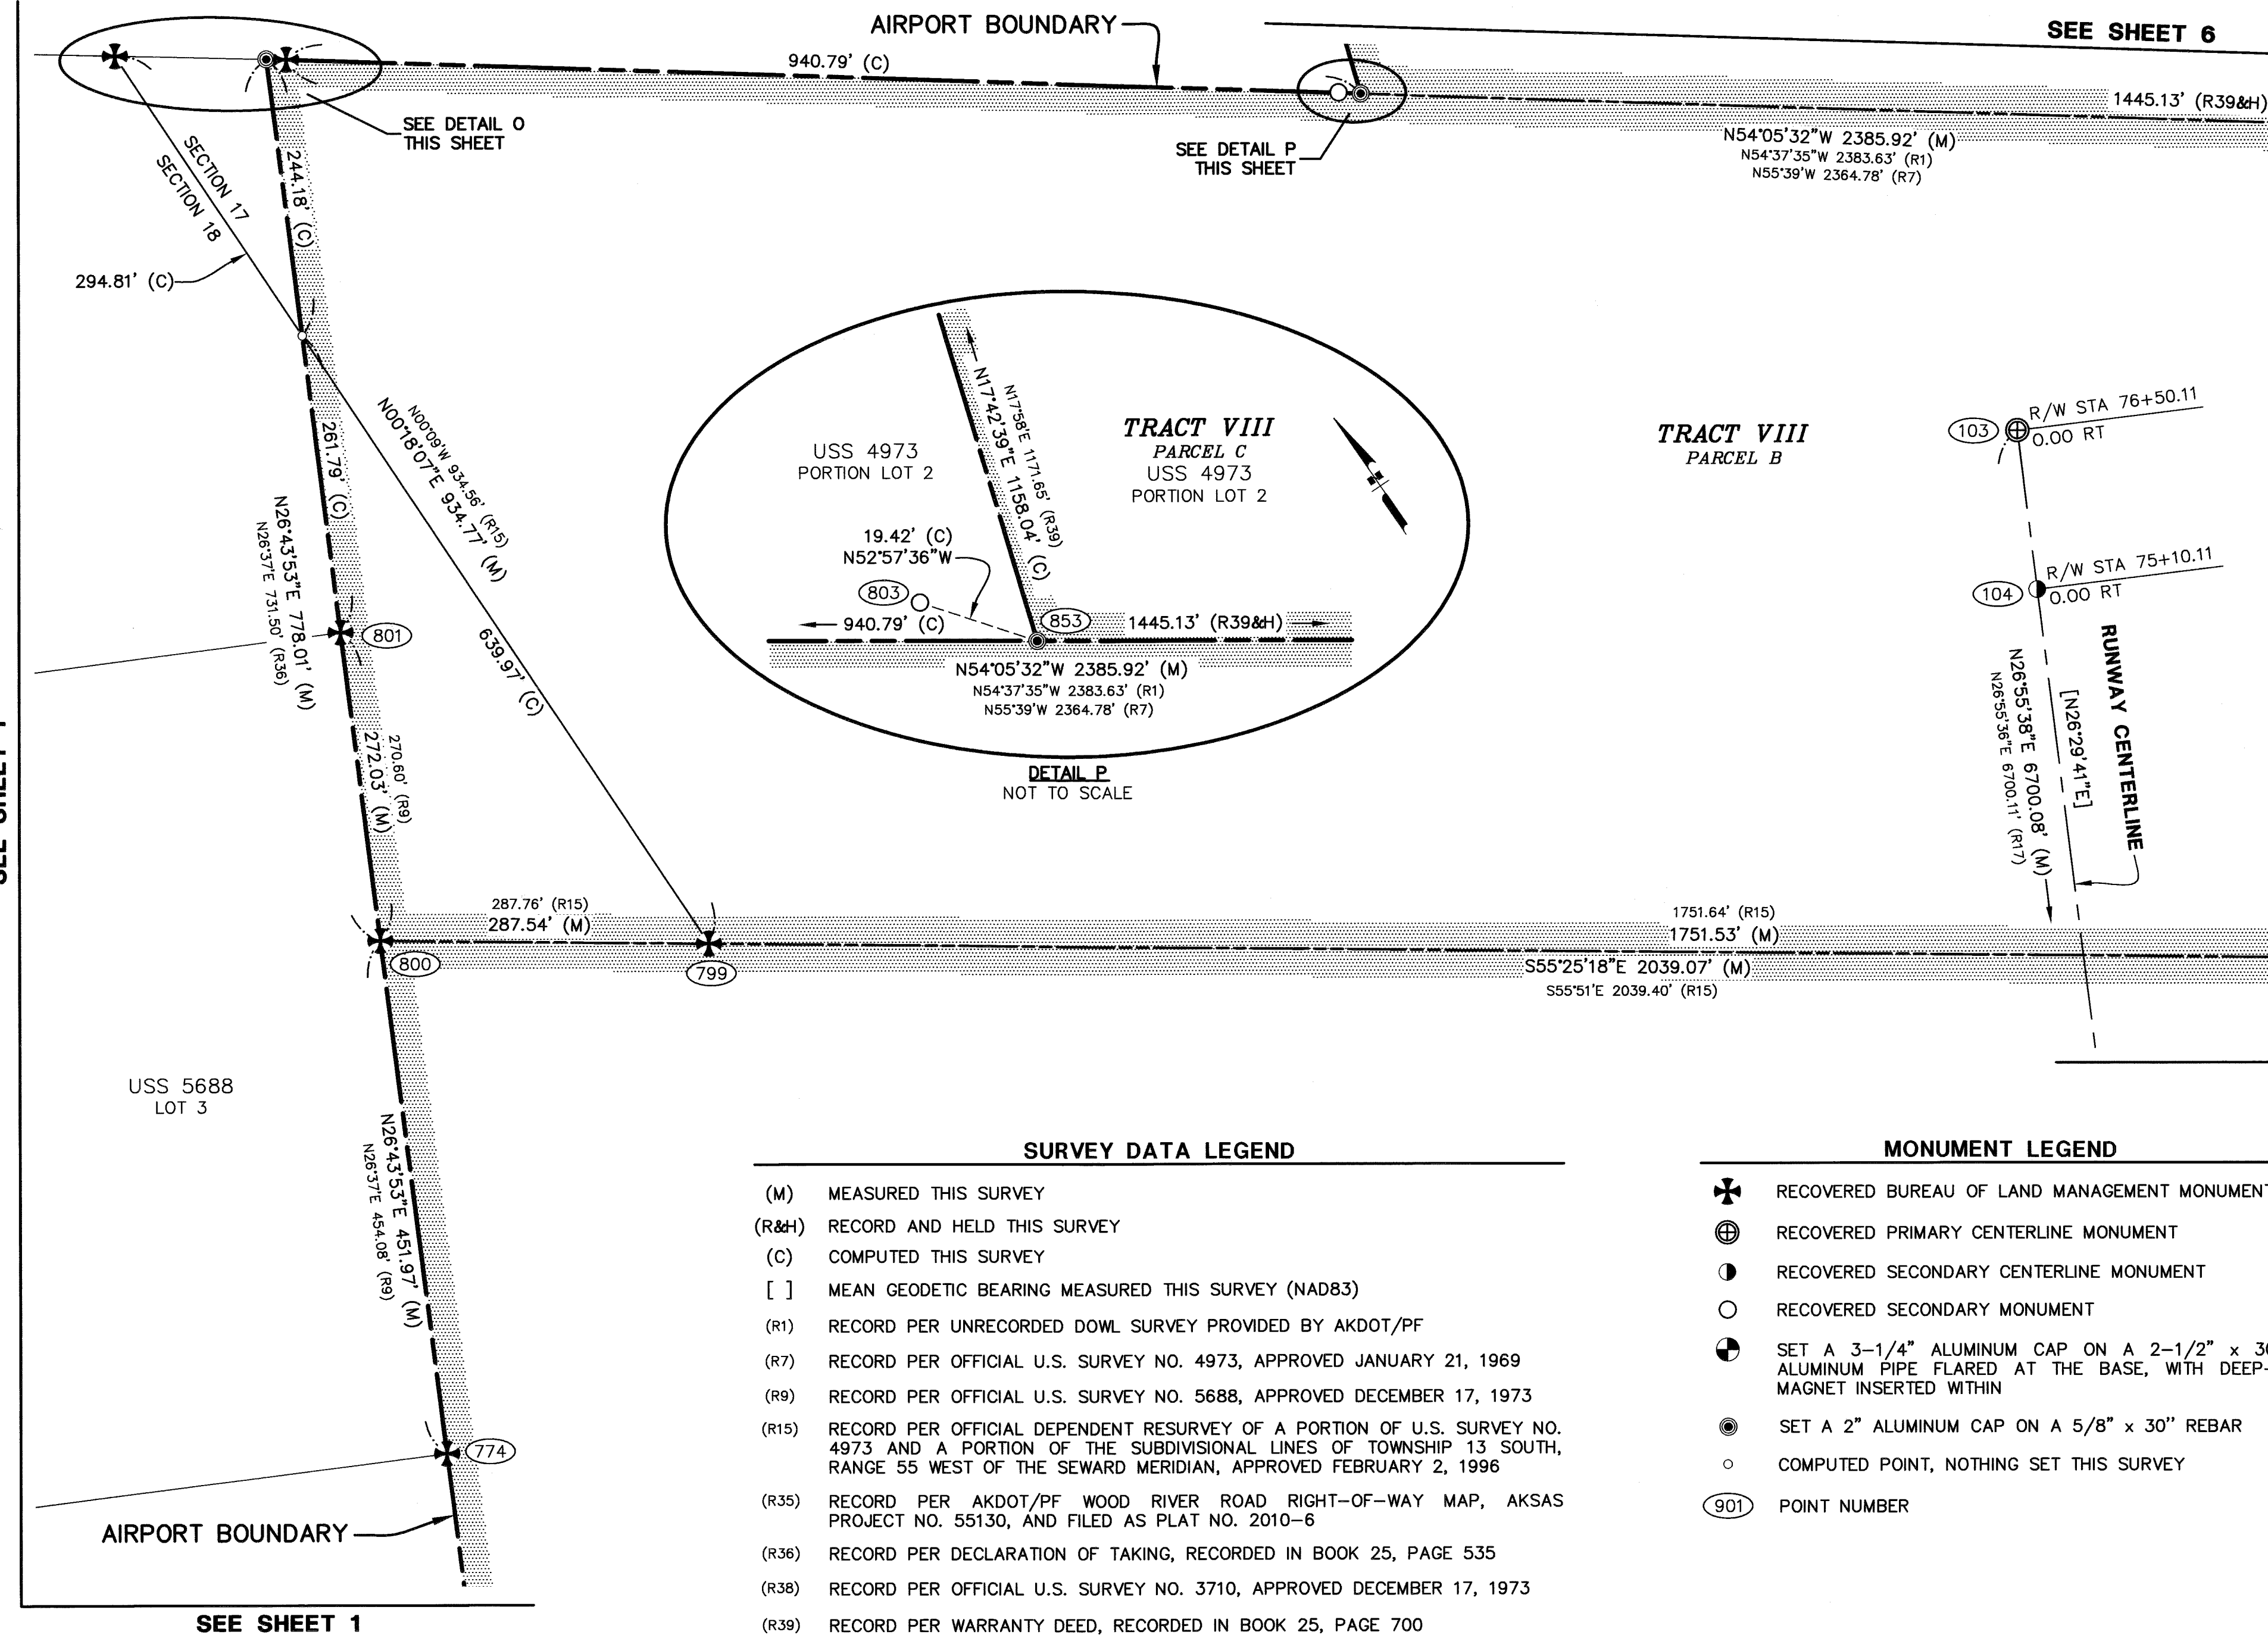 AIRPORT BOUNDARY
SEE SHEET 6
940.79' (C)
1445.13' (R39&H)
SEE DETAIL O
THIS SHEET
SEE DETAIL P
THIS SHEET
N54°05'32"W 2385.92' (M)
N54°37'35"W 2383.63' (R1)
N55°39'W 2364.78' (R7)
SECTION 17
SECTION 18
244.18' (C)
294.81' (C)
261.79' (C)
N00°09'W 934.56' (R15)
N00°18'07"E 934.77' (M)
N26°43'53"E 778.01' (M)
N26°37'E 731.50' (R36)
801
639.97' (C)
270.60' (R9)
272.03' (M)
N17°58'E 1171.65' (R39)
N17°42'39"E 1158.04' (C)
USS 4973
PORTION LOT 2
TRACT VIII
PARCEL C
USS 4973
PORTION LOT 2
19.42' (C)
N52°57'36"W
803
853
940.79' (C)
1445.13' (R39&H)
N54°05'32"W 2385.92' (M)
N54°37'35"W 2383.63' (R1)
N55°39'W 2364.78' (R7)
DETAIL P
NOT TO SCALE
TRACT VIII
PARCEL B
103
R/W STA 76+50.11
0.00 RT
104
R/W STA 75+10.11
0.00 RT
RUNWAY CENTERLINE
[N26°29'41"E]
N26°55'38"E 6700.08' (M)
N26°55'36"E 6700.11' (R17)
287.76' (R15)
287.54' (M)
1751.64' (R15)
1751.53' (M)
800
799
S55°25'18"E 2039.07' (M)
S55°51'E 2039.40' (R15)
USS 5688
LOT 3
N26°43'53"E 451.97' (M)
N26°37'E 454.08' (R9)
774
AIRPORT BOUNDARY
SEE SHEET 1
SURVEY DATA LEGEND
(M) MEASURED THIS SURVEY
(R&H) RECORD AND HELD THIS SURVEY
(C) COMPUTED THIS SURVEY
[ ] MEAN GEODETIC BEARING MEASURED THIS SURVEY (NAD83)
(R1) RECORD PER UNRECORDED DOWL SURVEY PROVIDED BY AKDOT/PF
(R7) RECORD PER OFFICIAL U.S. SURVEY NO. 4973, APPROVED JANUARY 21, 1969
(R9) RECORD PER OFFICIAL U.S. SURVEY NO. 5688, APPROVED DECEMBER 17, 1973
(R15) RECORD PER OFFICIAL DEPENDENT RESURVEY OF A PORTION OF U.S. SURVEY NO.
4973 AND A PORTION OF THE SUBDIVISIONAL LINES OF TOWNSHIP 13 SOUTH,
RANGE 55 WEST OF THE SEWARD MERIDIAN, APPROVED FEBRUARY 2, 1996
(R35) RECORD PER AKDOT/PF WOOD RIVER ROAD RIGHT-OF-WAY MAP, AKSAS
PROJECT NO. 55130, AND FILED AS PLAT NO. 2010-6
(R36) RECORD PER DECLARATION OF TAKING, RECORDED IN BOOK 25, PAGE 535
(R38) RECORD PER OFFICIAL U.S. SURVEY NO. 3710, APPROVED DECEMBER 17, 1973
(R39) RECORD PER WARRANTY DEED, RECORDED IN BOOK 25, PAGE 700
MONUMENT LEGEND
RECOVERED BUREAU OF LAND MANAGEMENT MONUMENT
RECOVERED PRIMARY CENTERLINE MONUMENT
RECOVERED SECONDARY CENTERLINE MONUMENT
RECOVERED SECONDARY MONUMENT
SET A 3-1/4" ALUMINUM CAP ON A 2-1/2" x
ALUMINUM PIPE FLARED AT THE BASE, WITH DEEP-
MAGNET INSERTED WITHIN
SET A 2" ALUMINUM CAP ON A 5/8" x 30" REBAR
COMPUTED POINT, NOTHING SET THIS SURVEY
901 POINT NUMBER